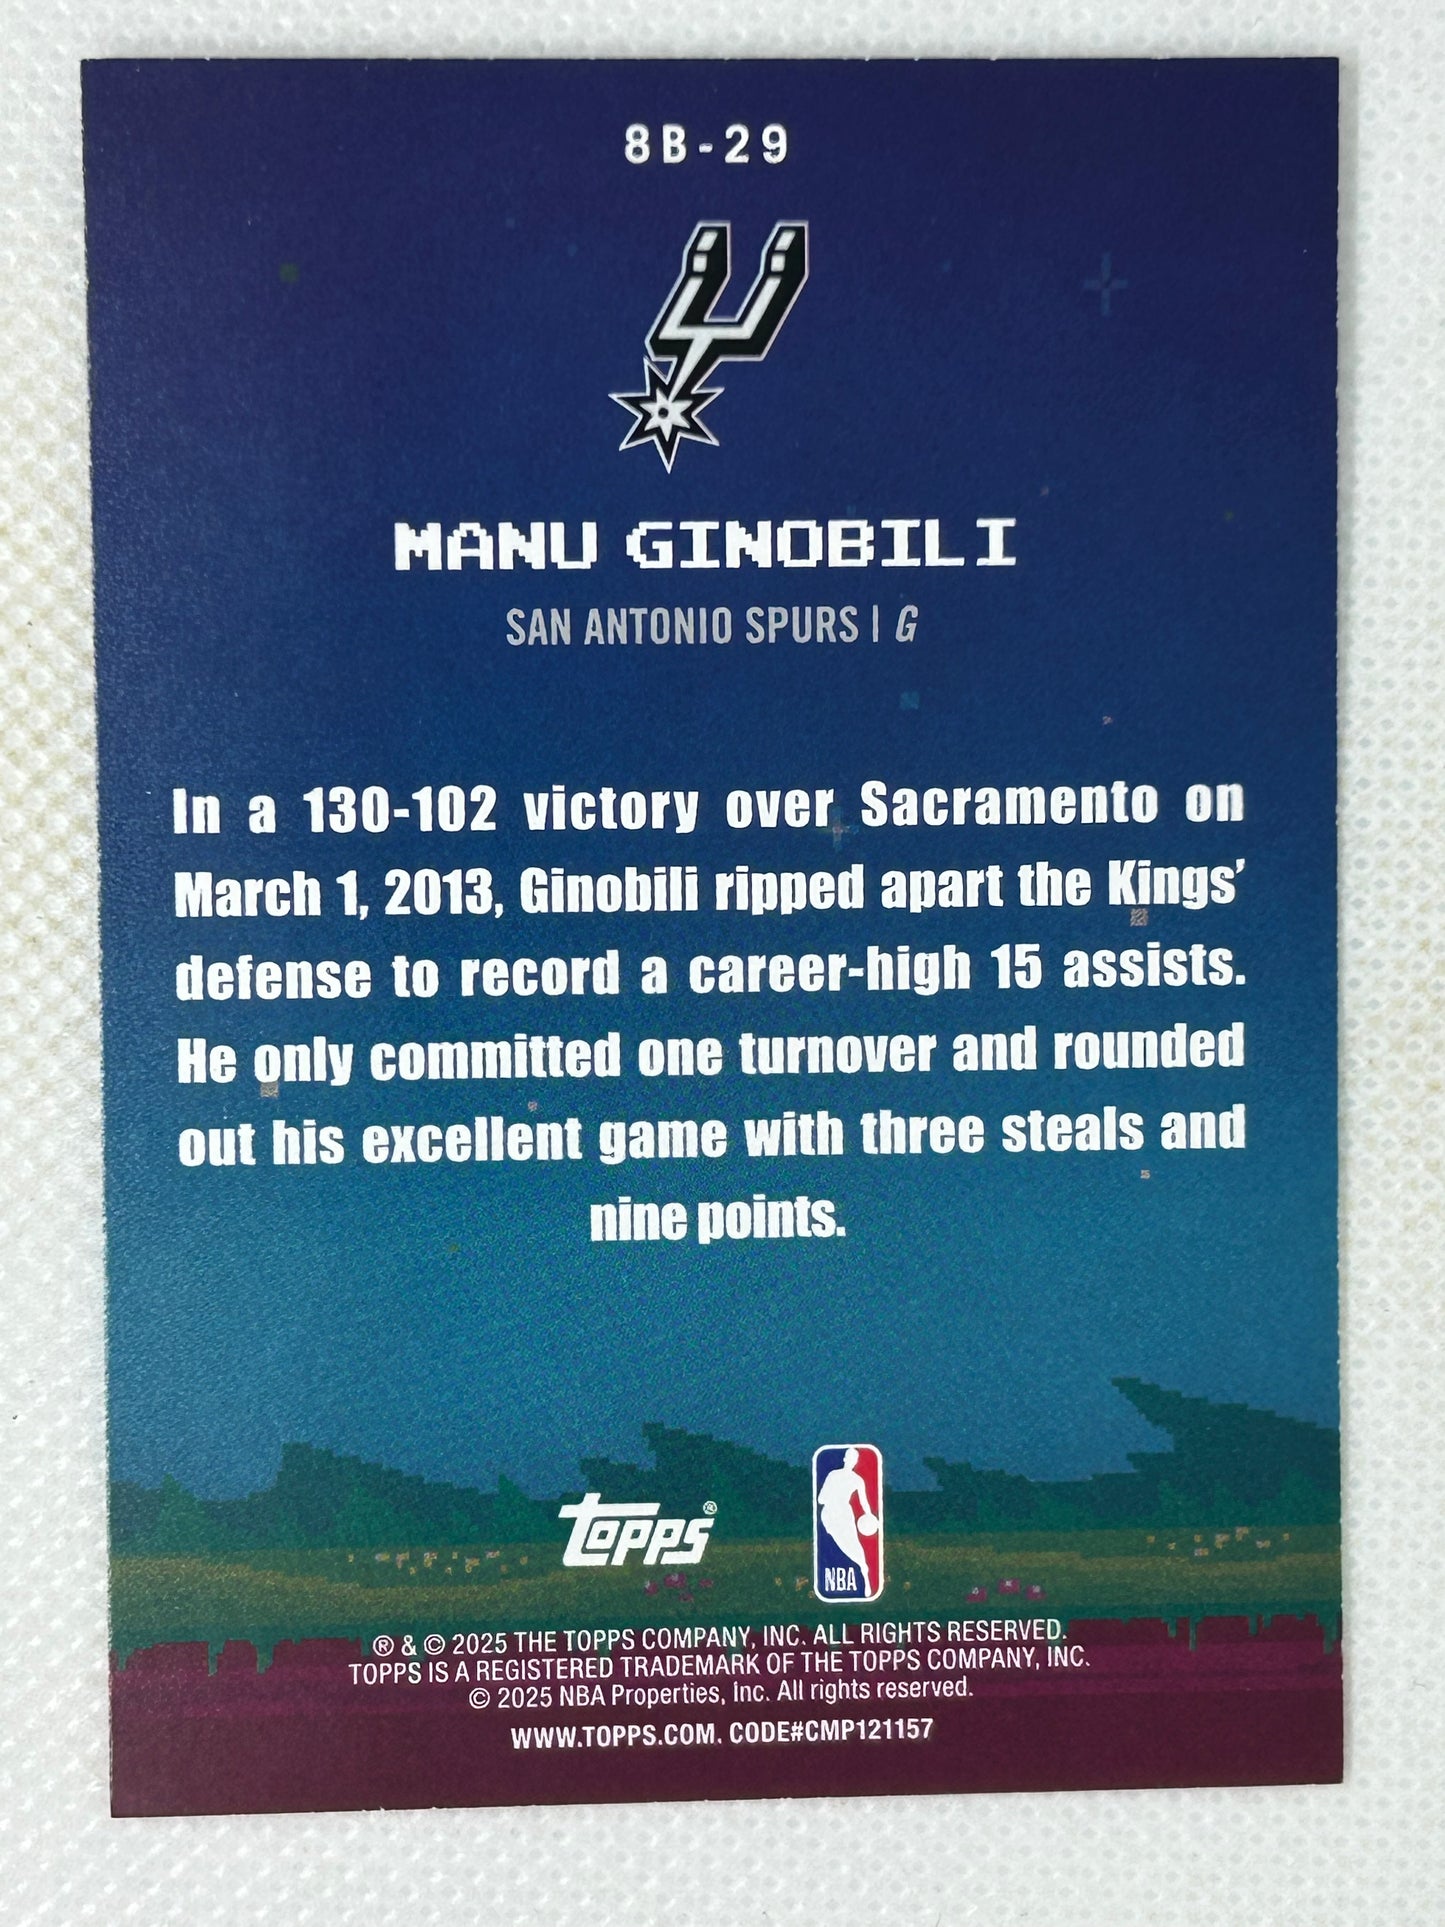 8B-29
MANU GINOBILI
SAN ANTONIO SPURS | G
In a 130-102 victory over Sacramento on
March 1, 2013, Ginobili ripped apart the Kings'
defense to record a career-high 15 assists.
He only committed one turnover and rounded
out his excellent game with three steals and
nine points.
Topps®
NBA
® & © 2025 THE TOPPS COMPANY, INC. ALL RIGHTS RESERVED.
TOPPS IS A REGISTERED TRADEMARK OF THE TOPPS COMPANY, INC.
© 2025 NBA Properties, Inc. All rights reserved.
WWW.TOPPS.COM. CODE#CMP121157